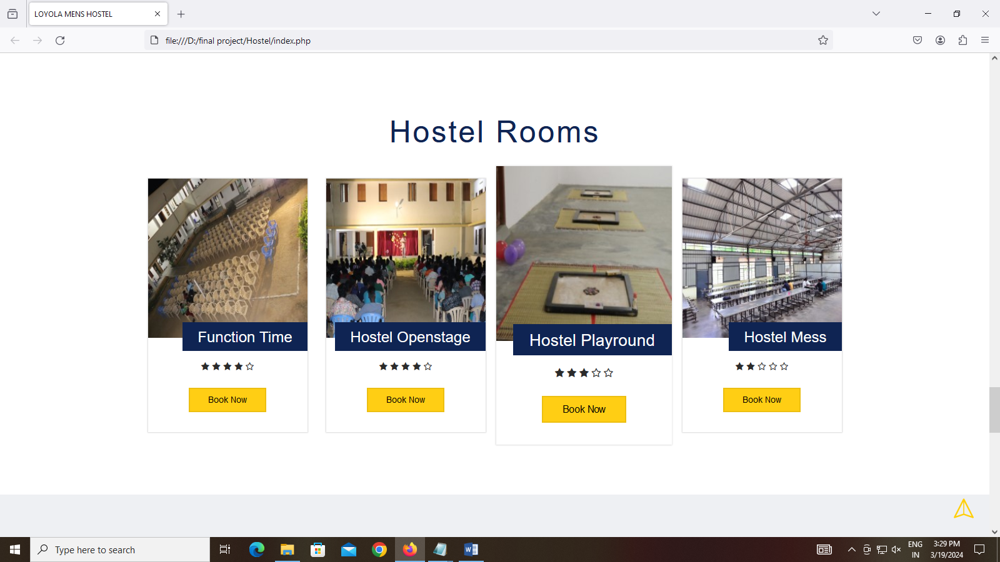 LOYOLA MENS HOSTEL
file:///D:/final project/Hostel/index.php
Hostel Rooms
Function Time
Hostel Openstage
Hostel Playround
Hostel Mess
Book Now
Book Now
Book Now
Book Now
Type here to search
ENG
IN
3:29 PM
3/19/2024